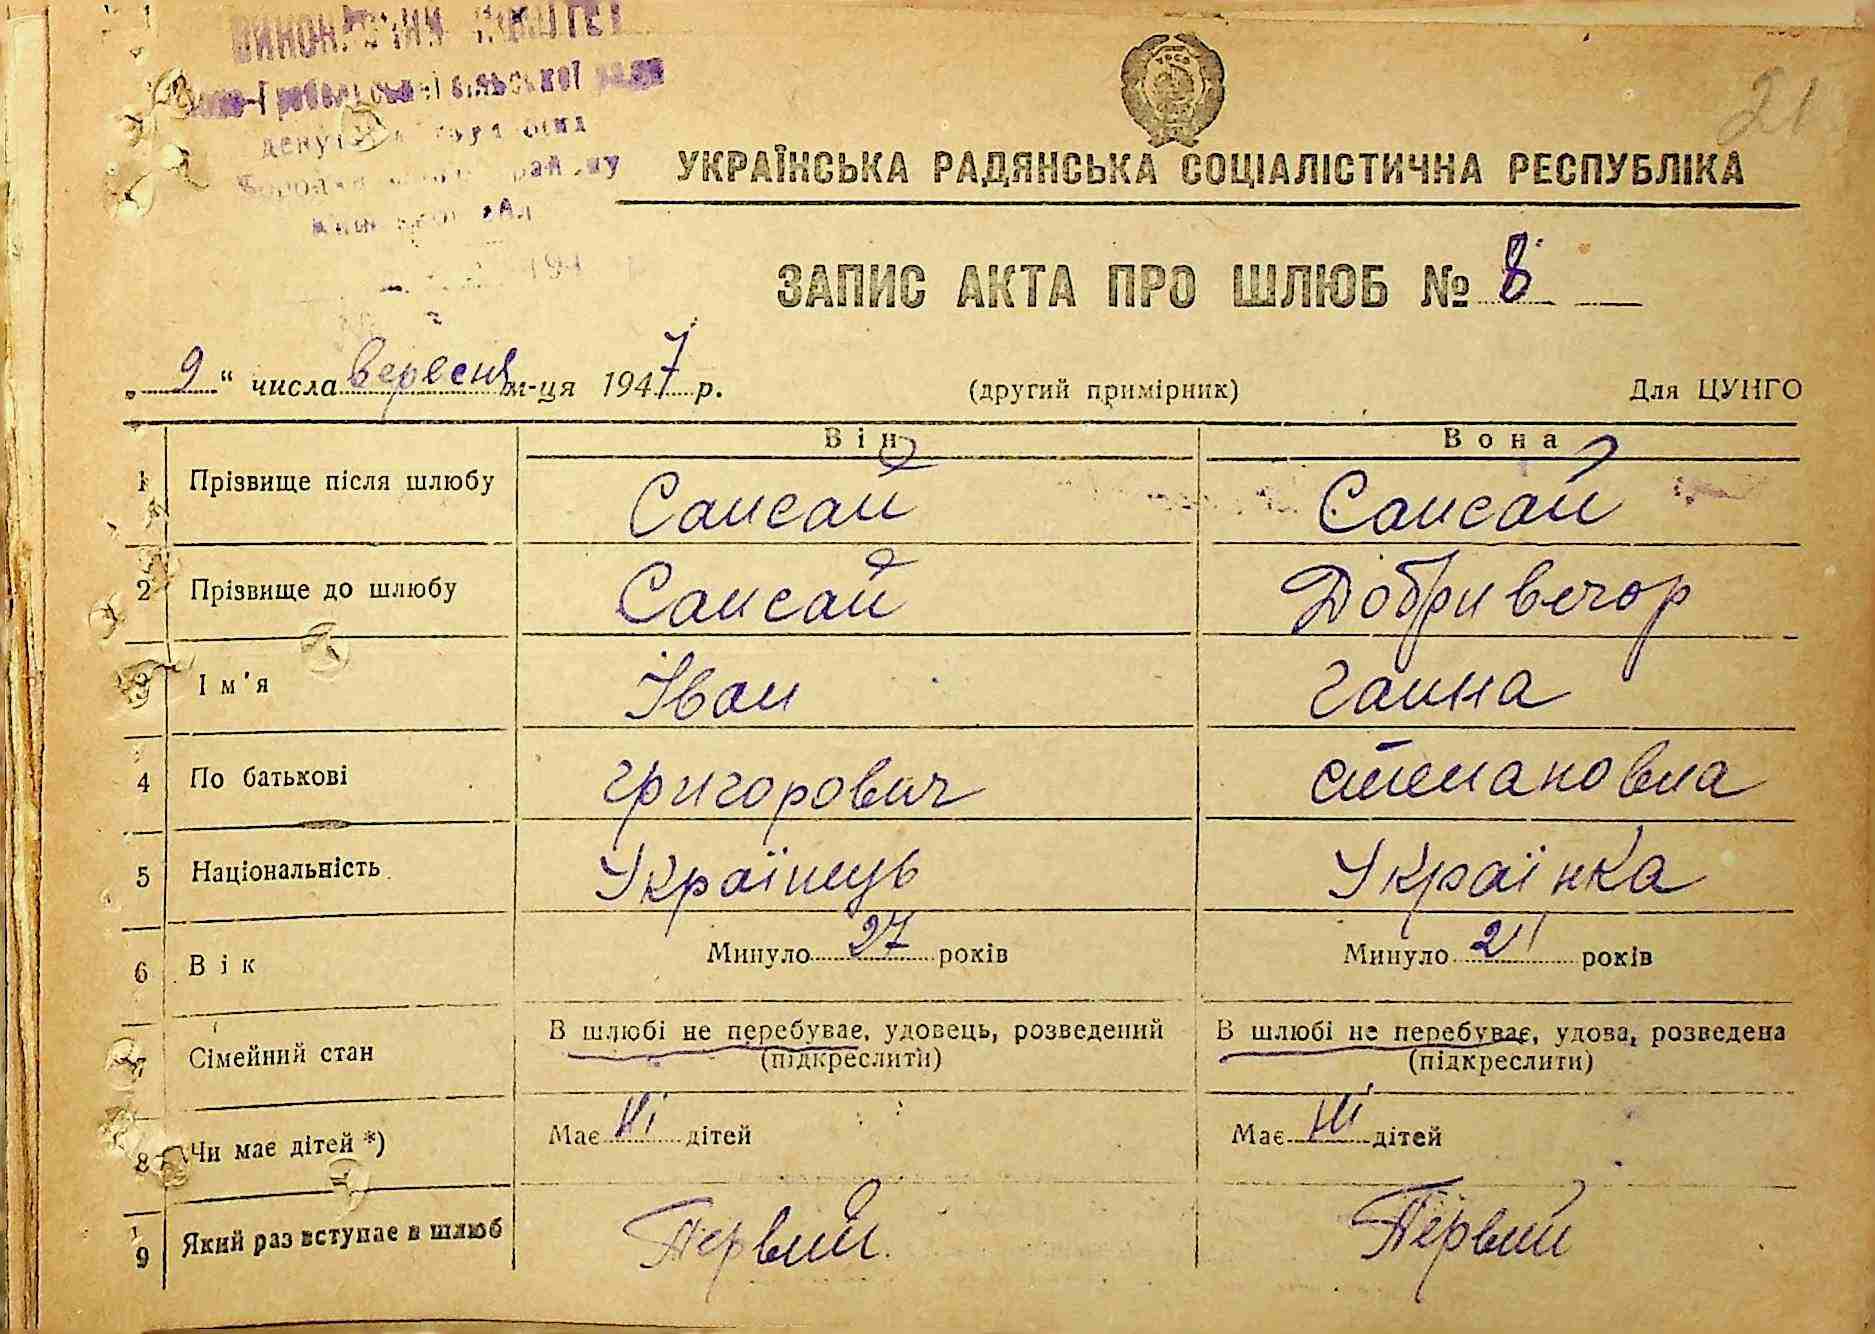 21
УКРАЇНСЬКА РАДЯНСЬКА СОЦІАЛІСТИЧНА РЕСПУБЛІКА
ЗАПИС АКТА ПРО ШЛЮБ № 8
„ 9 “ числа вересня м-ця 1947 р. (другий примірник) Для ЦУНГО
Він Вона
1 Прізвище після шлюбу Сансай Сансай
2 Прізвище до шлюбу Сансай Добривечор
3 Ім'я Іван Ганна
4 По батькові Григорович Степановна
5 Національність Українець Українка
6 Вік Минуло 27 років Минуло 21 років
7 Сімейний стан В шлюбі не перебуває, удовець, розведений В шлюбі не перебуває, удова, розведена
(підкреслити) (підкреслити)
8 Чи має дітей *) Має ні дітей Має ні дітей
9 Який раз вступає в шлюб Первий Первий